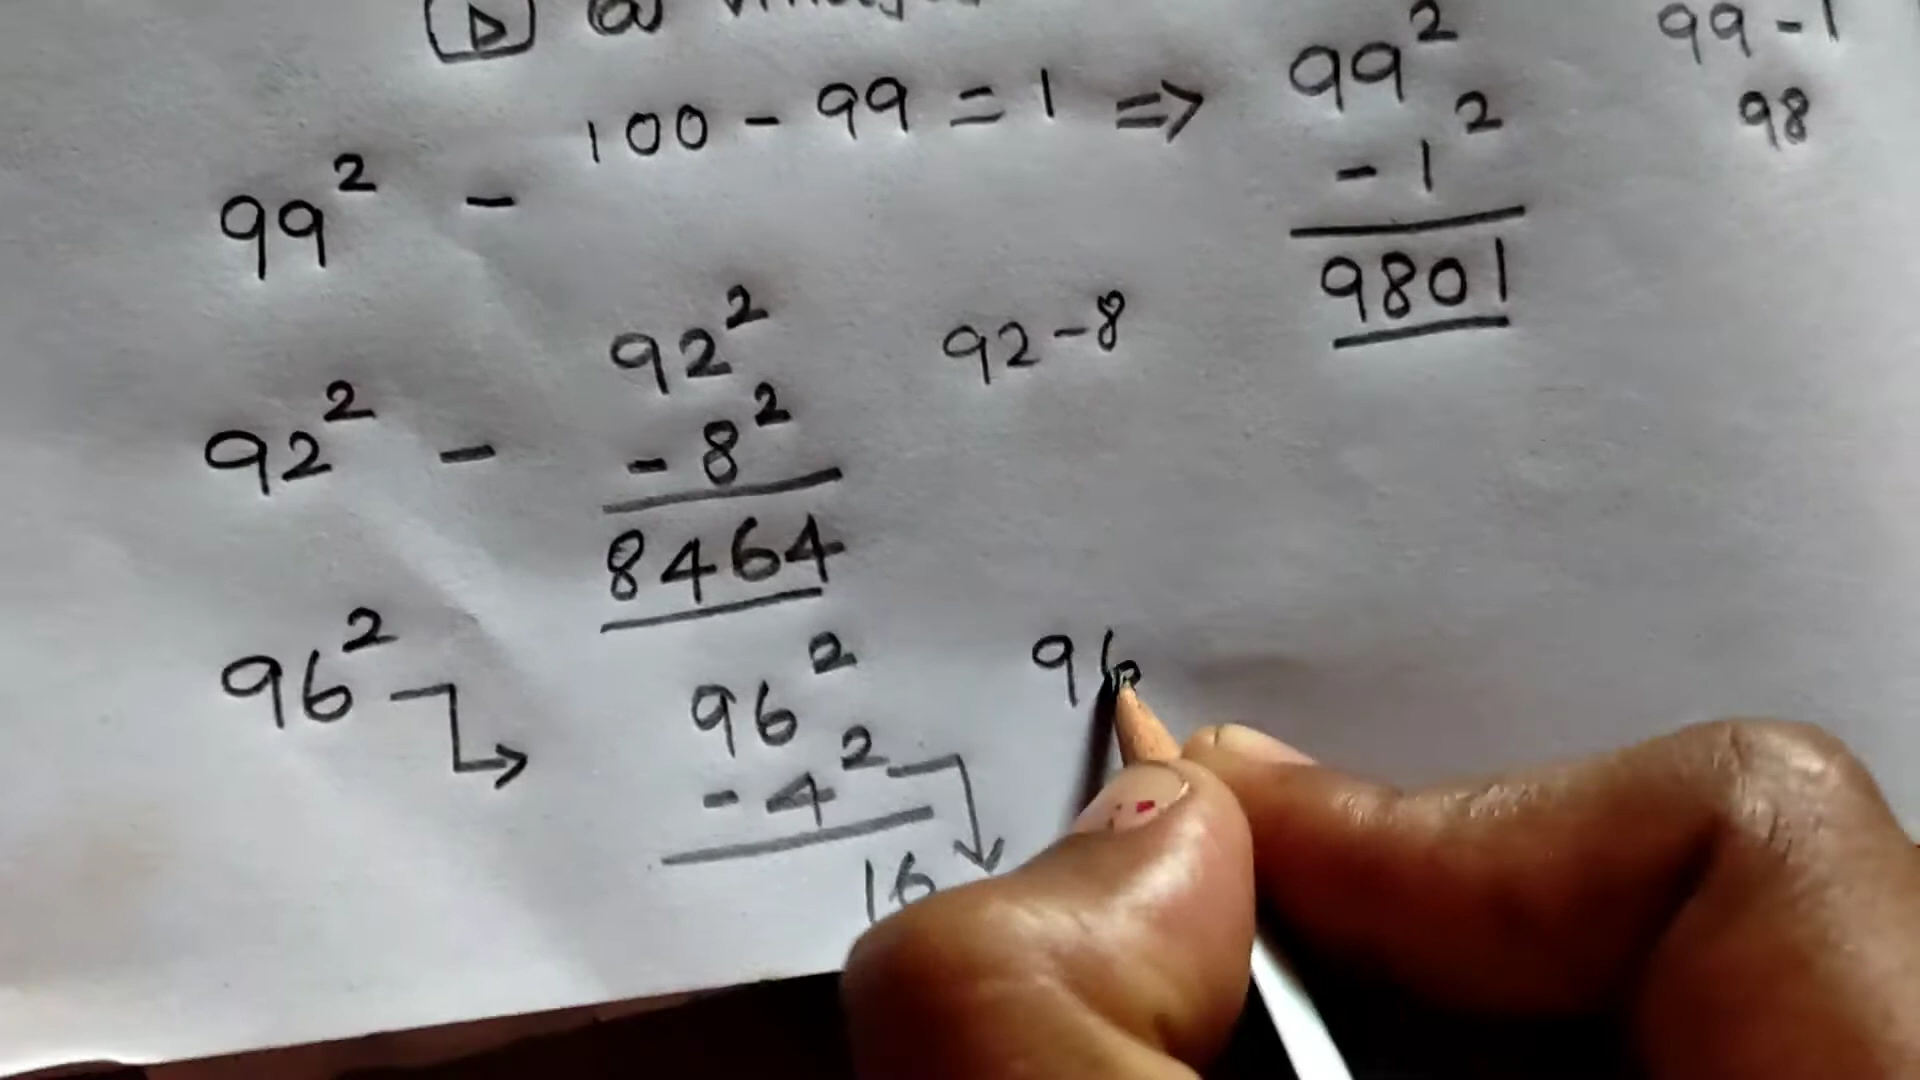 100 - 99 = 1 ⇒ 99² 99 - 1
99² - - 1² 98
9801
92² 92 - 8
92² - - 8²
8464
96² 96² 96
- 4²
16